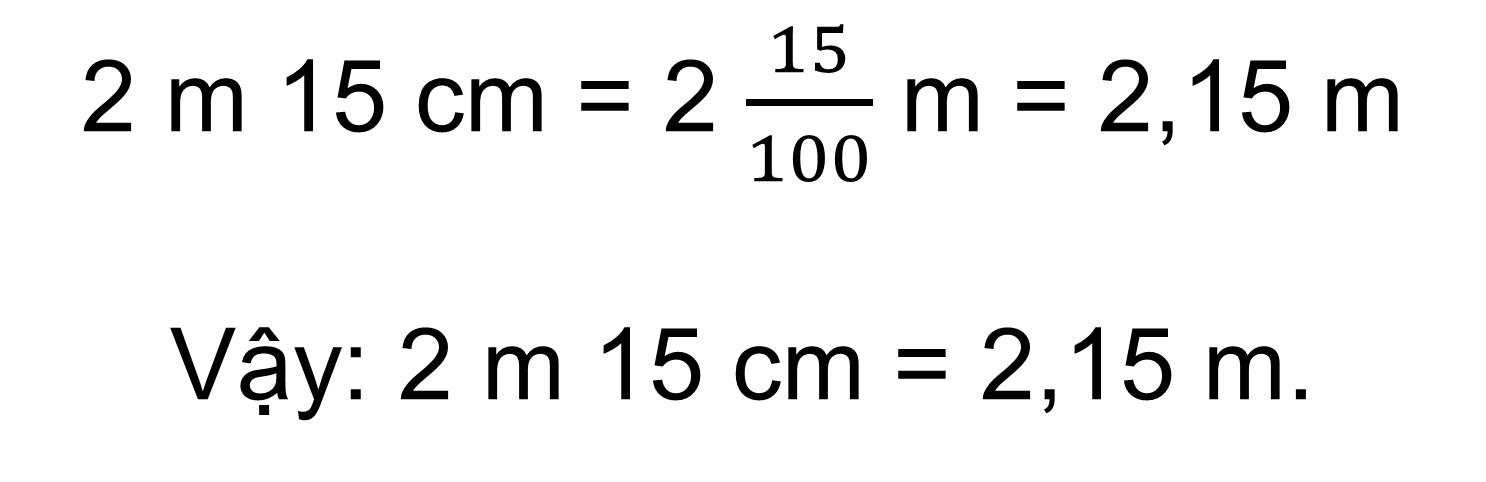 2 m 15 cm = 2 15/100 m = 2,15 m
Vậy: 2 m 15 cm = 2,15 m.